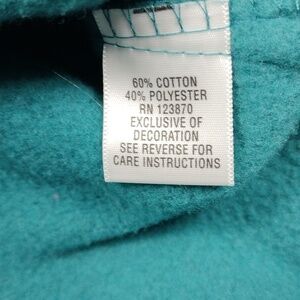 60% COTTON
40% POLYESTER
RN 123870
EXCLUSIVE OF
DECORATION
SEE REVERSE FOR
CARE INSTRUCTIONS